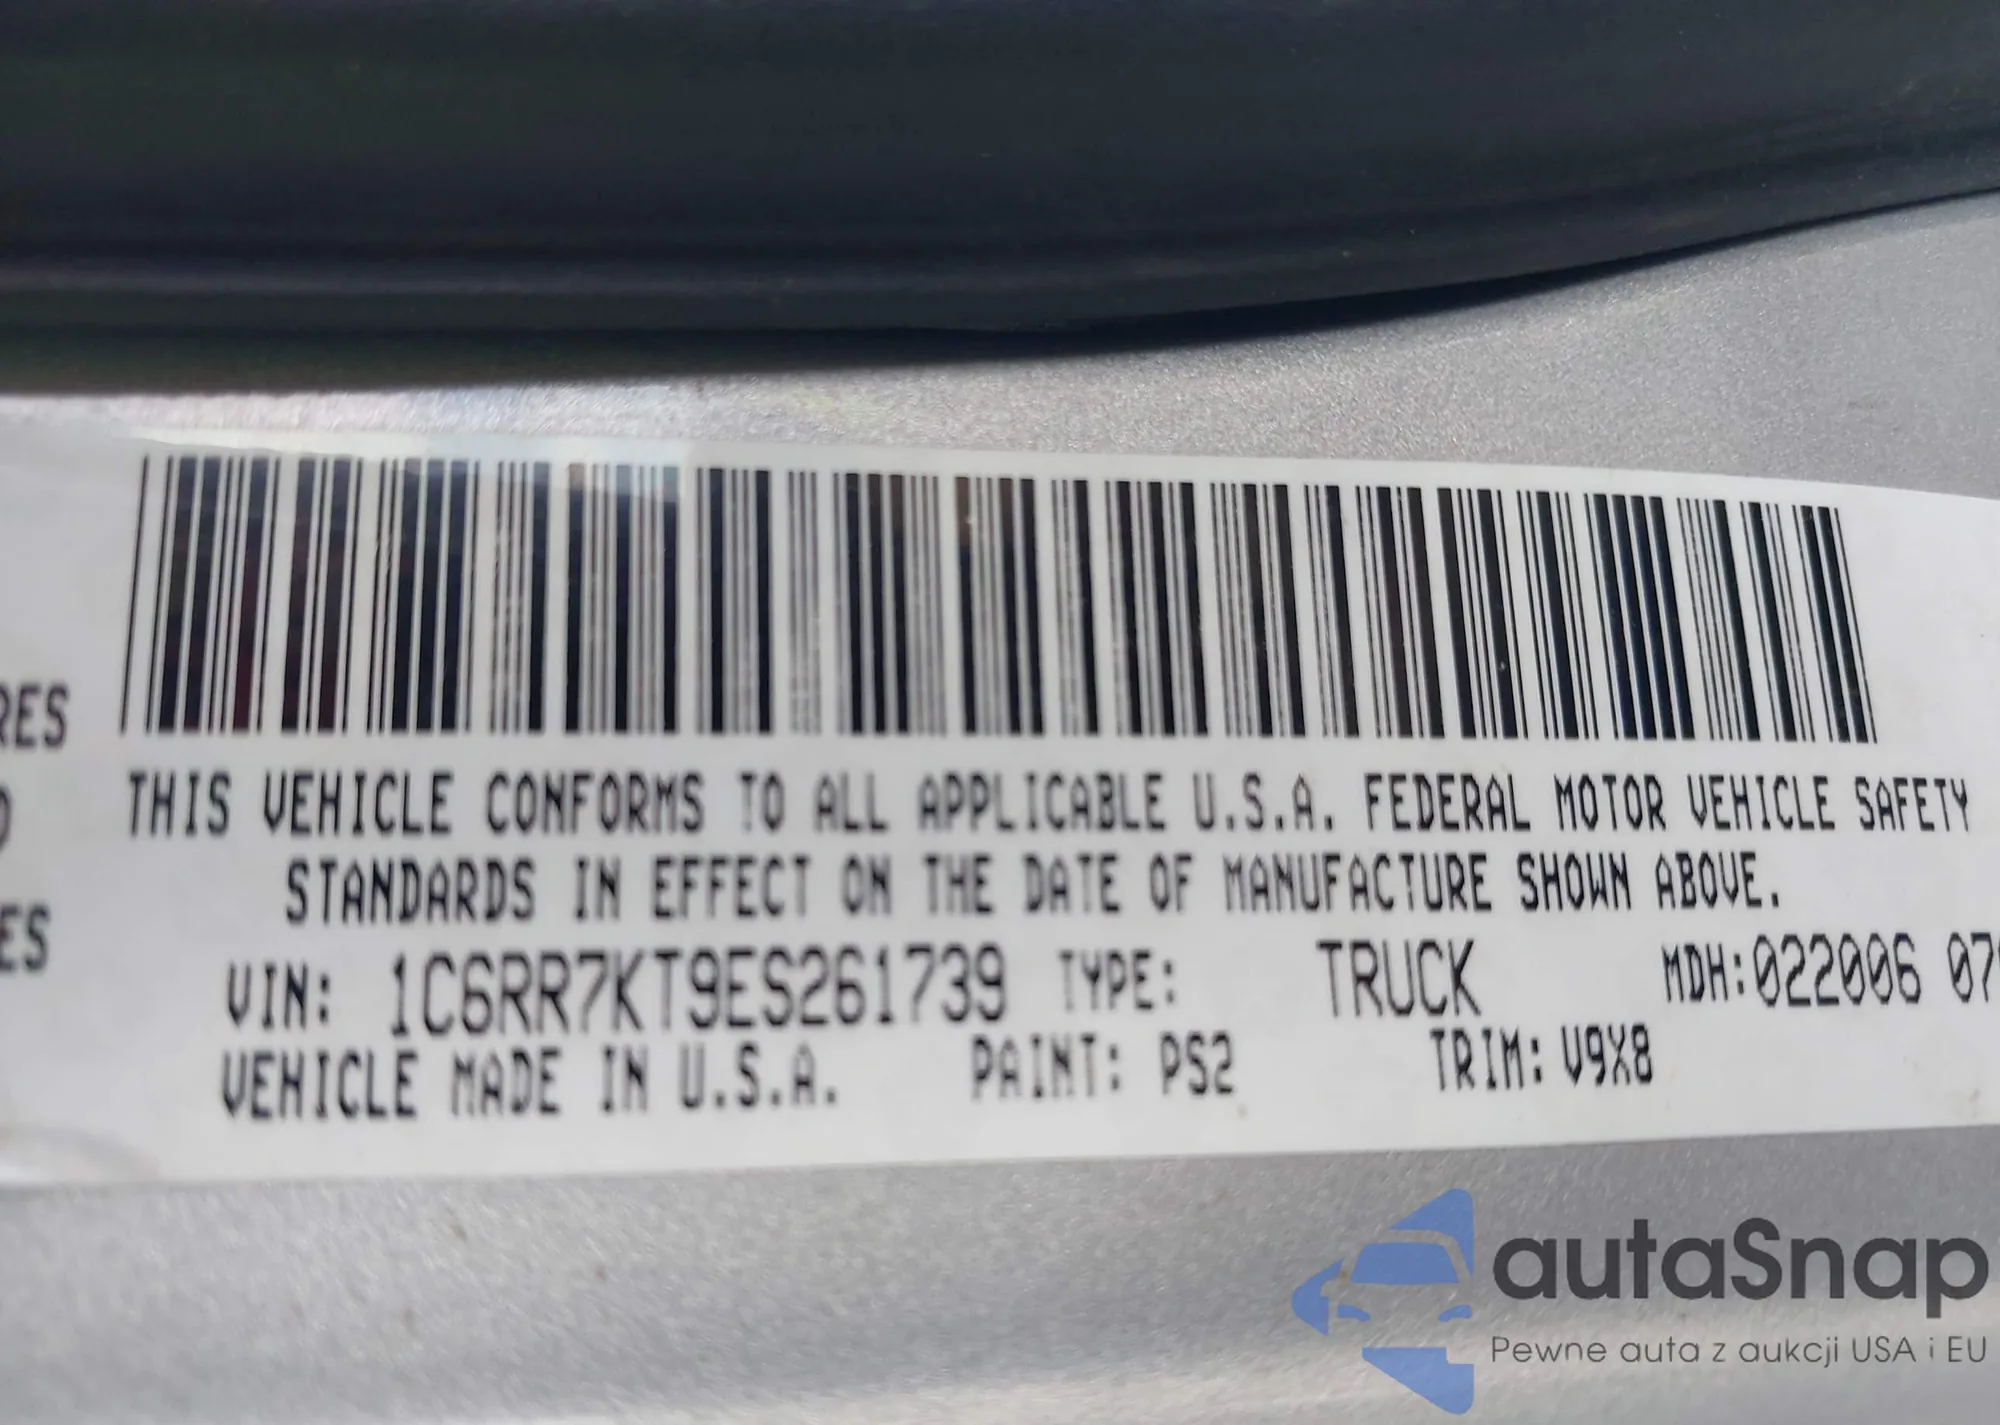 RES
THIS VEHICLE CONFORMS TO ALL APPLICABLE U.S.A. FEDERAL MOTOR VEHICLE SAFETY
STANDARDS IN EFFECT ON THE DATE OF MANUFACTURE SHOWN ABOVE.
ES
VIN: 1C6RR7KT9ES261739 TYPE: TRUCK MDH:022006 07
VEHICLE MADE IN U.S.A. PAINT: PS2 TRIM: V9X8
autaSnap
Pewne auta z aukcji USA i EU